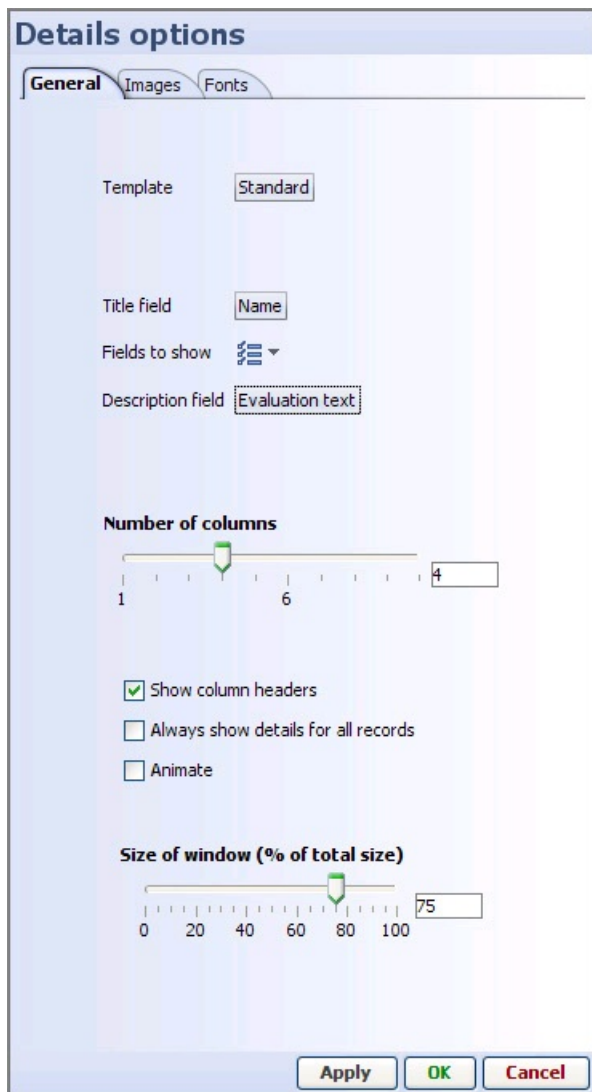 Details options
General Images Fonts
Template Standard
Title field Name
Fields to show
Description field Evaluation text
Number of columns
4
1 6
Show column headers
Always show details for all records
Animate
Size of window (% of total size)
75
0 20 40 60 80 100
Apply OK Cancel